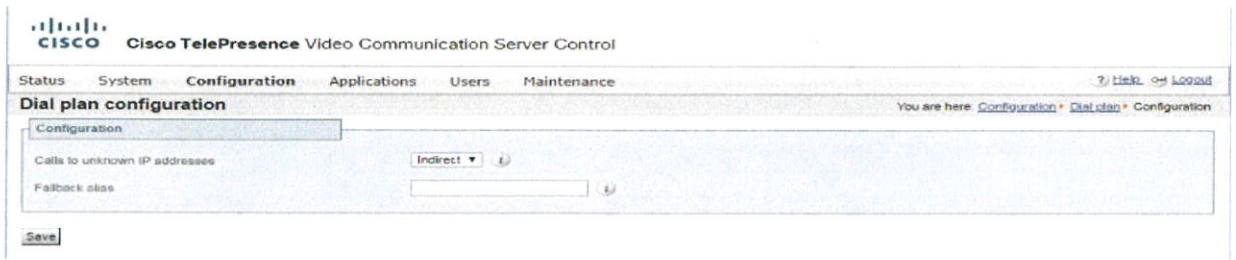 CISCO Cisco TelePresence Video Communication Server Control
Status System Configuration Applications Users Maintenance Help Logout
Dial plan configuration You are here: Configuration Dial plan Configuration
Configuration
Calls to unknown IP addresses Indirect
Fallback alias
Save